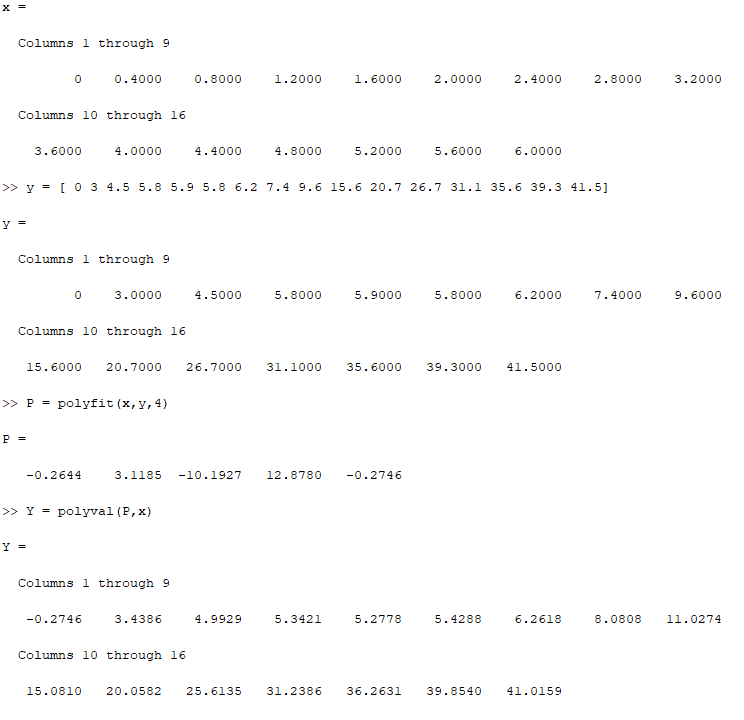 x =
Columns 1 through 9
0 0.4000 0.8000 1.2000 1.6000 2.0000 2.4000 2.8000 3.2000
Columns 10 through 16
3.6000 4.0000 4.4000 4.8000 5.2000 5.6000 6.0000
>> y = [ 0 3 4.5 5.8 5.9 5.8 6.2 7.4 9.6 15.6 20.7 26.7 31.1 35.6 39.3 41.5]
y =
Columns 1 through 9
0 3.0000 4.5000 5.8000 5.9000 5.8000 6.2000 7.4000 9.6000
Columns 10 through 16
15.6000 20.7000 26.7000 31.1000 35.6000 39.3000 41.5000
>> P = polyfit(x,y,4)
P =
-0.2644 3.1185 -10.1927 12.8780 -0.2746
>> Y = polyval(P,x)
Y =
Columns 1 through 9
-0.2746 3.4386 4.9929 5.3421 5.2778 5.4288 6.2618 8.0808 11.0274
Columns 10 through 16
15.0810 20.0582 25.6135 31.2386 36.2631 39.8540 41.0159